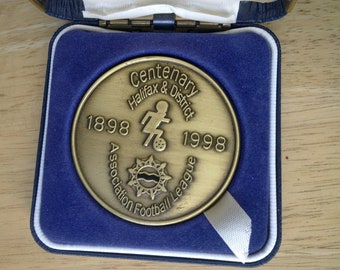 Centenary
Halifax & District
1898 1998
Association Football League